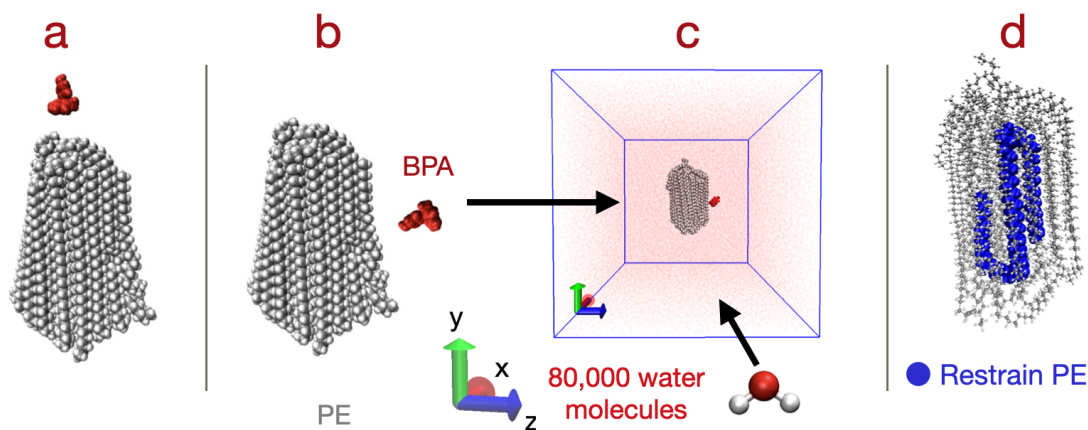 a
b
c
d
BPA
y
x
z
PE
80,000 water
molecules
Restrain PE